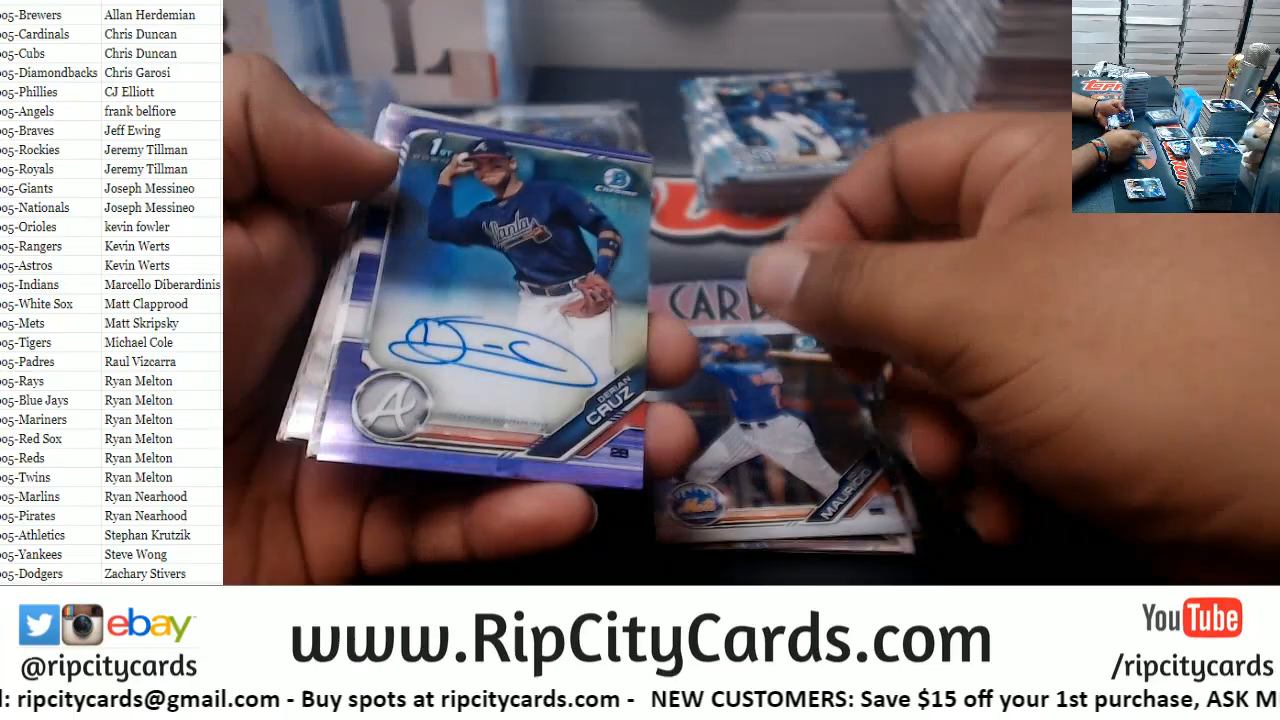 005-Brewers Allan Herdemian
005-Cardinals Chris Duncan
005-Cubs Chris Duncan
005-Diamondbacks Chris Garosi
005-Phillies CJ Elliott
005-Angels frank belfiore
005-Braves Jeff Ewing
005-Rockies Jeremy Tillman
005-Royals Jeremy Tillman
005-Giants Joseph Messineo
005-Nationals Joseph Messineo
005-Orioles kevin fowler
005-Rangers Kevin Werts
005-Astros Kevin Werts
005-Indians Marcello Diberardinis
005-White Sox Matt Clapprood
005-Mets Matt Skripsky
005-Tigers Michael Cole
005-Padres Raul Vizcarra
005-Rays Ryan Melton
005-Blue Jays Ryan Melton
005-Mariners Ryan Melton
005-Red Sox Ryan Melton
005-Reds Ryan Melton
005-Twins Ryan Melton
005-Marlins Ryan Nearhood
005-Pirates Ryan Nearhood
005-Athletics Stephan Krutzik
005-Yankees Steve Wong
005-Dodgers Zachary Stivers
1ST
BOWMAN
CHROME
Atlanta
A
DERIAN
CRUZ
2B
CARD
MAURICIO
Mets
ebay
@ripcitycards
www.RipCityCards.com
YouTube
/ripcitycards
l: ripcitycards@gmail.com - Buy spots at ripcitycards.com - NEW CUSTOMERS: Save $15 off your 1st purchase, ASK M